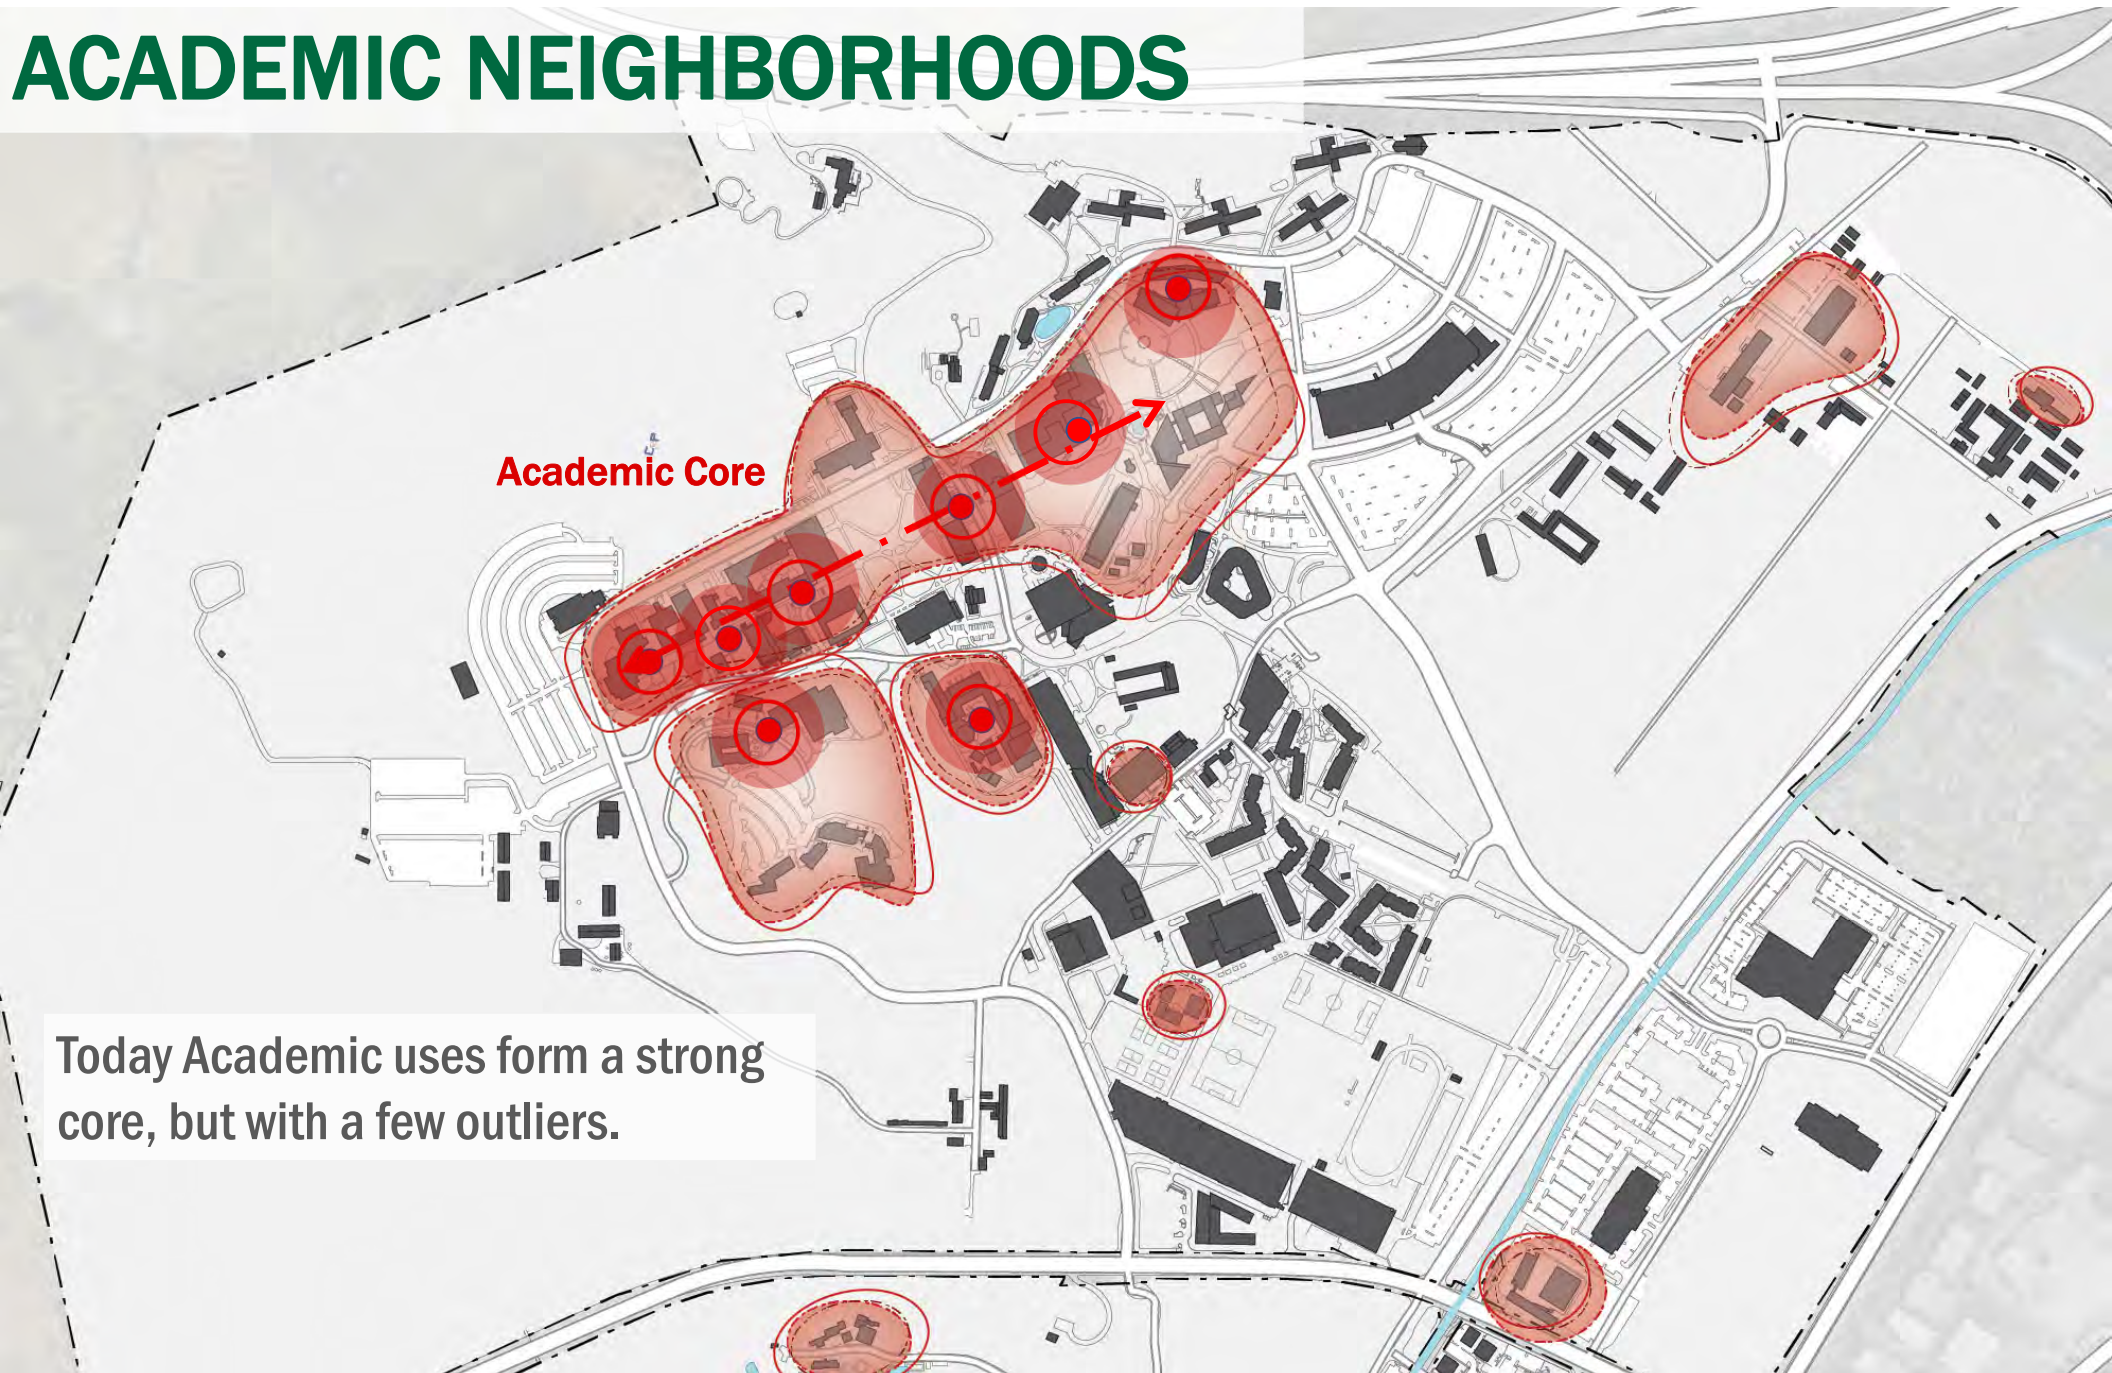 ACADEMIC NEIGHBORHOODS
Academic Core
Today Academic uses form a strong
core, but with a few outliers.